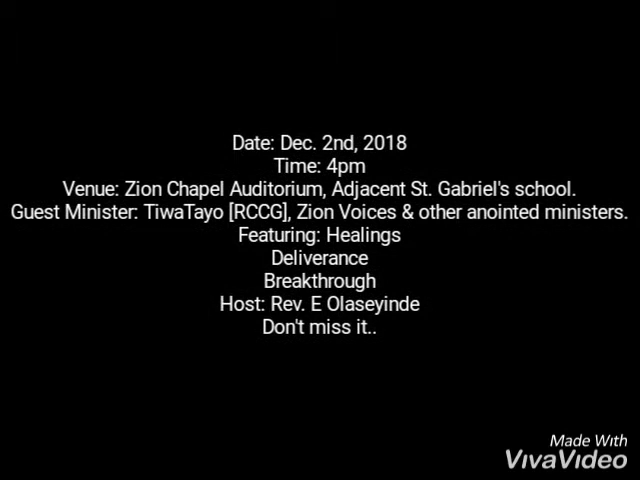 Date: Dec. 2nd, 2018
Time: 4pm
Venue: Zion Chapel Auditorium, Adjacent St. Gabriel's school.
Guest Minister: TiwaTayo [RCCG], Zion Voices & other anointed ministers.
Featuring: Healings
Deliverance
Breakthrough
Host: Rev. E Olaseyinde
Don't miss it..
Made With
VivaVideo